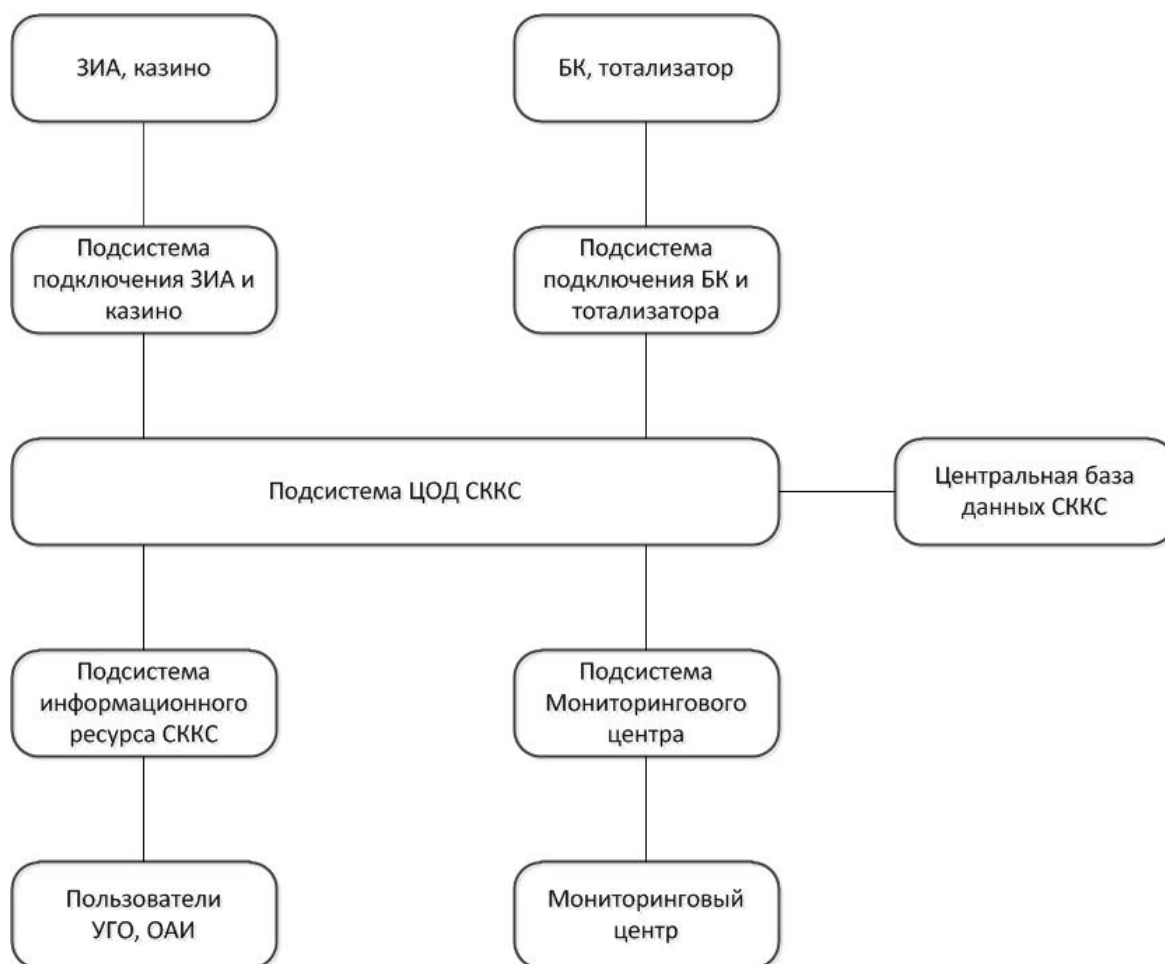 ЗИА, казино
БК, тотализатор
Подсистема
подключения ЗИА и
казино
Подсистема
подключения БК и
тотализатора
Подсистема ЦОД СККС
Центральная база
данных СККС
Подсистема
информационного
ресурса СККС
Подсистема
Мониторингового
центра
Пользователи
УГО, ОАИ
Мониторинговый
центр